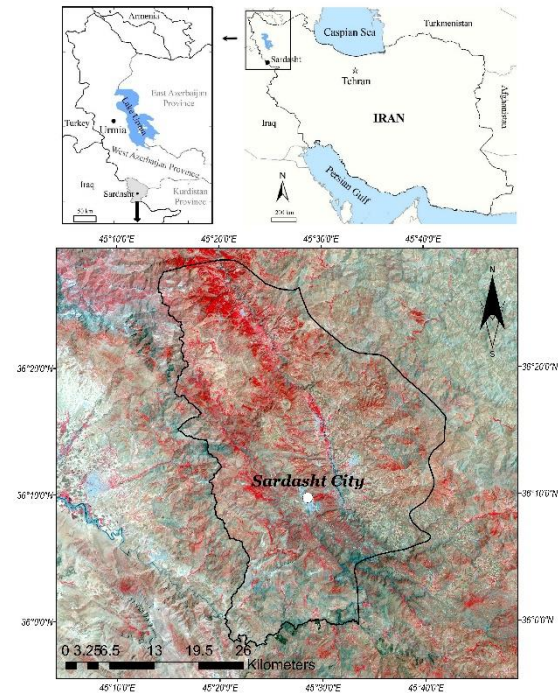 Armenia
East Azerbaijan
Province
Lake Urmia
Turkey
Urmia
West Azerbaijan Province
Iraq
Sardasht
Kurdistan
Province
50 km
Caspian Sea
Turkmenistan
Sardasht
Tehran
Afghanistan
Iraq
IRAN
Persian Gulf
N
220 km
45°10'0"E
45°20'0"E
45°30'0"E
45°40'0"E
N
S
36°20'0"N
36°20'0"N
Sardasht City
36°10'0"N
36°10'0"N
36°0'0"N
36°0'0"N
0 3.25 6.5 13 19.5 26
Kilometers
45°10'0"E
45°20'0"E
45°30'0"E
45°40'0"E